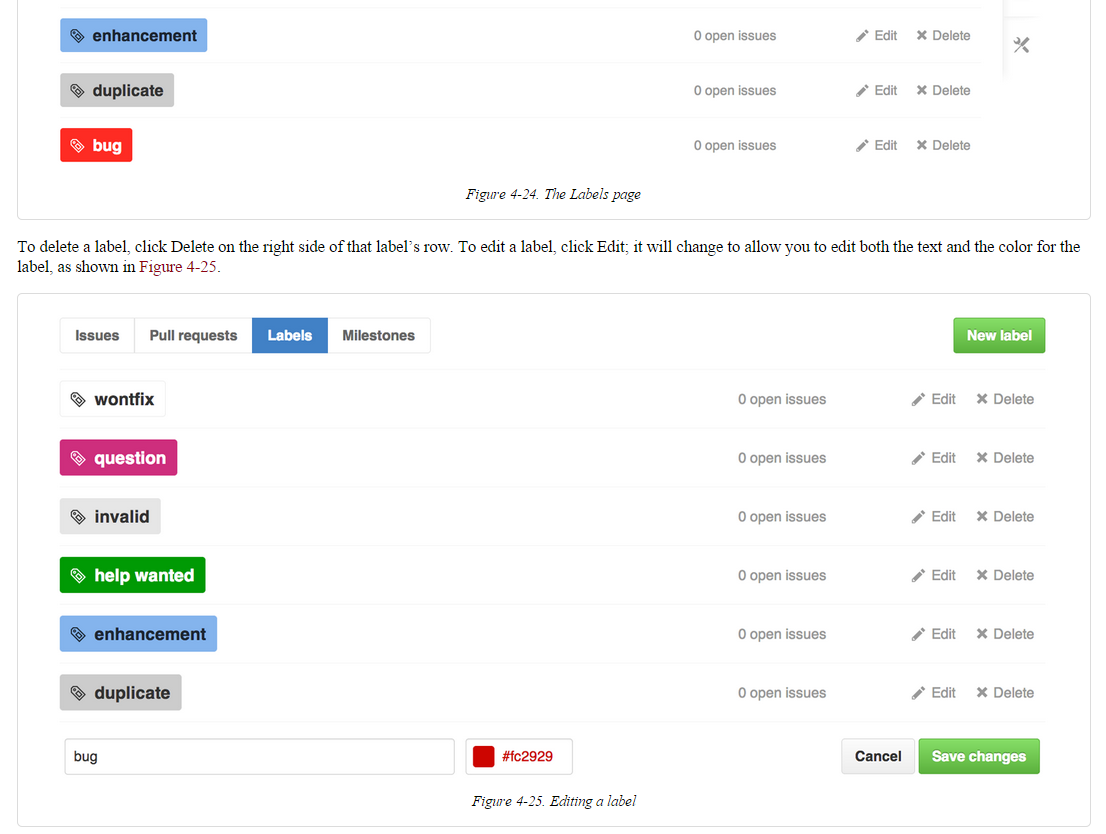 enhancement 0 open issues Edit Delete
duplicate 0 open issues Edit Delete
bug 0 open issues Edit Delete
Figure 4-24. The Labels page
To delete a label, click Delete on the right side of that label’s row. To edit a label, click Edit; it will change to allow you to edit both the text and the color for the
label, as shown in Figure 4-25.
Issues Pull requests Labels Milestones New label
wontfix 0 open issues Edit Delete
question 0 open issues Edit Delete
invalid 0 open issues Edit Delete
help wanted 0 open issues Edit Delete
enhancement 0 open issues Edit Delete
duplicate 0 open issues Edit Delete
bug #fc2929 Cancel Save changes
Figure 4-25. Editing a label